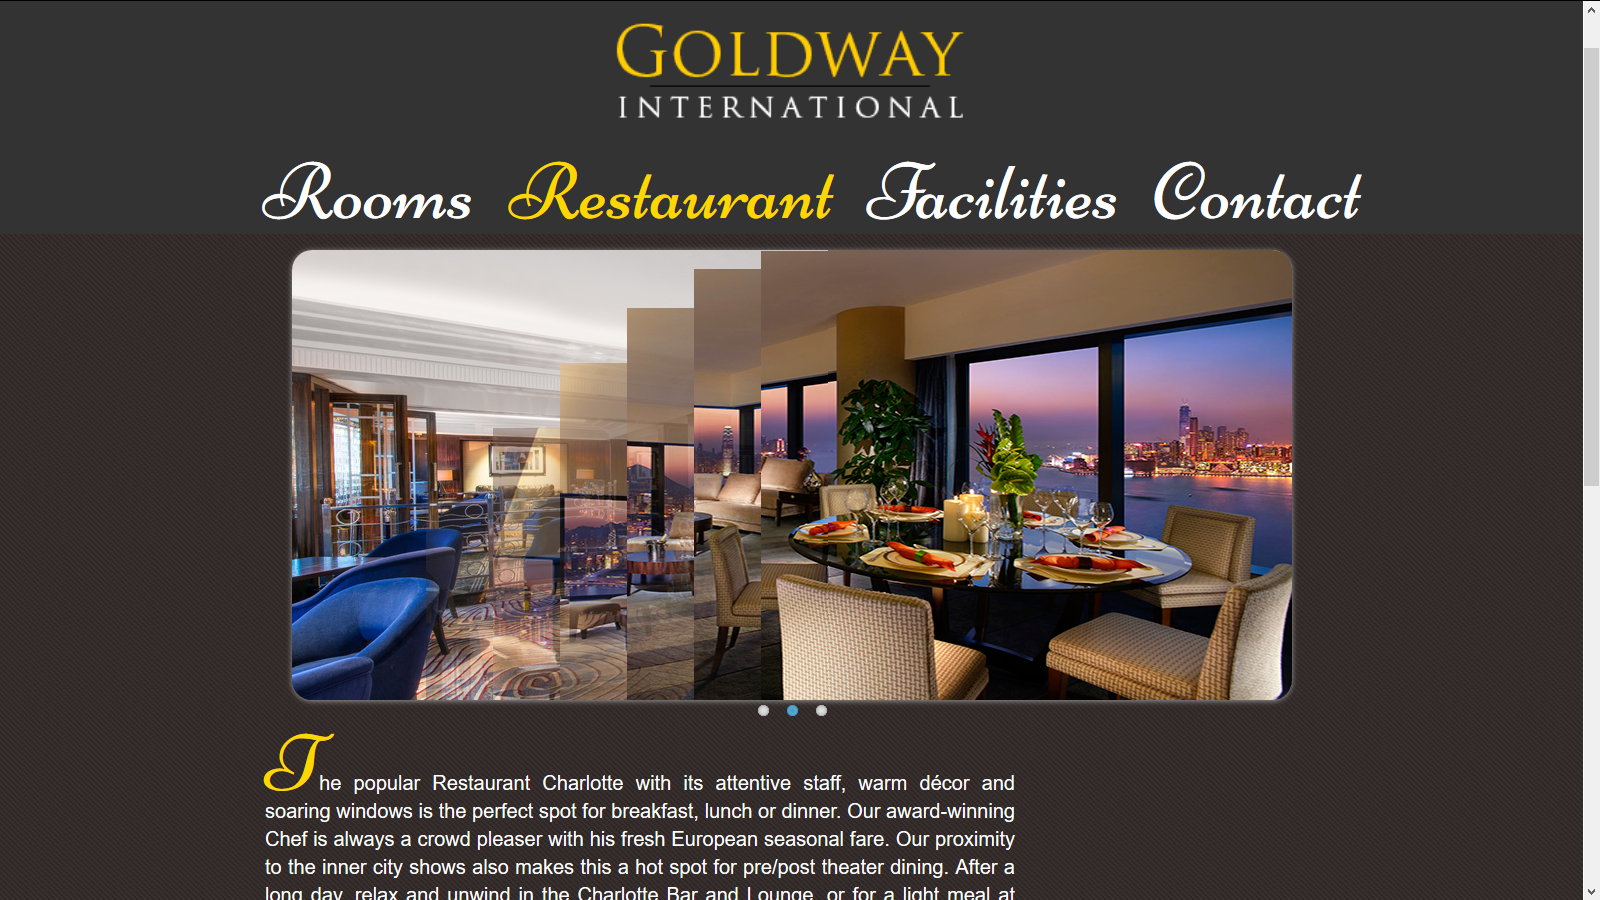 GOLDWAY
INTERNATIONAL
Rooms Restaurant Facilities Contact
The popular Restaurant Charlotte with its attentive staff, warm décor and
soaring windows is the perfect spot for breakfast, lunch or dinner. Our award-winning
Chef is always a crowd pleaser with his fresh European seasonal fare. Our proximity
to the inner city shows also makes this a hot spot for pre/post theater dining. After a
long day, relax and unwind in the Charlotte Bar and Lounge, or for a light meal at